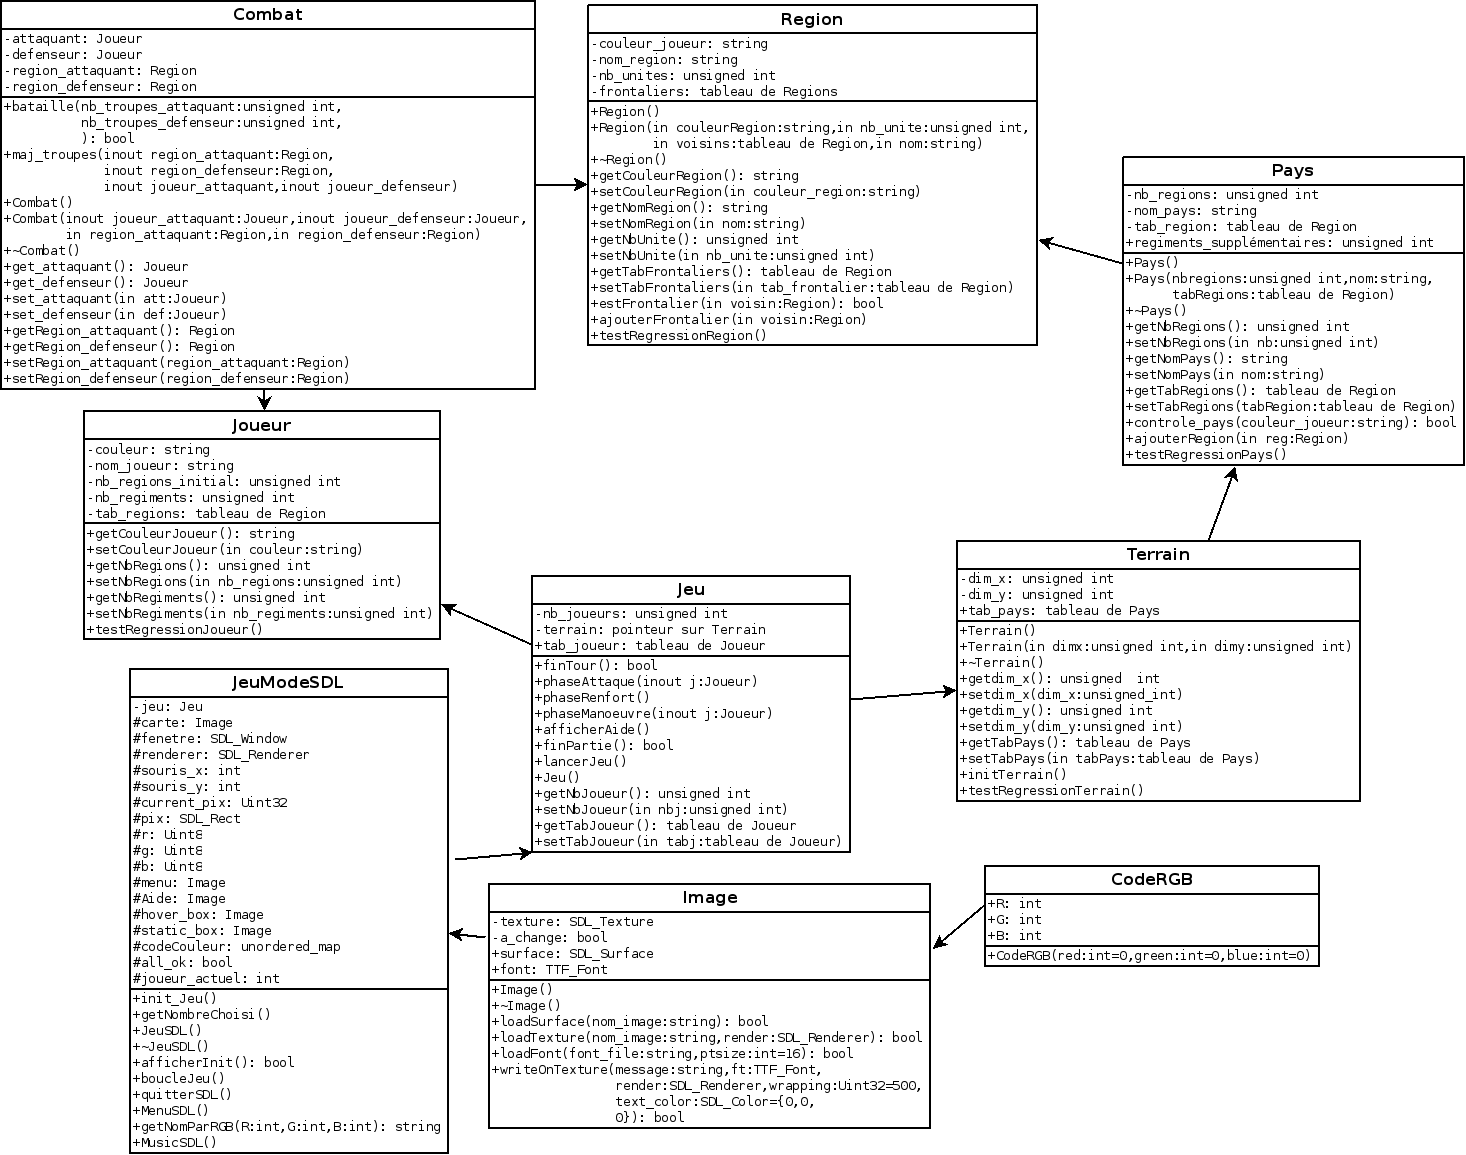 Combat
-attaquant: Joueur
-defenseur: Joueur
-region_attaquant: Region
-region_defenseur: Region
+bataille(nb_troupes_attaquant:unsigned int,
nb_troupes_defenseur:unsigned int,
): bool
+maj_troupes(inout region_attaquant:Region,
inout region_defenseur:Region,
inout joueur_attaquant,inout joueur_defenseur)
+Combat()
+Combat(inout joueur_attaquant:Joueur,inout joueur_defenseur:Joueur,
in region_attaquant:Region,in region_defenseur:Region)
+~Combat()
+get_attaquant(): Joueur
+get_defenseur(): Joueur
+set_attaquant(in att:Joueur)
+set_defenseur(in def:Joueur)
+getRegion_attaquant(): Region
+getRegion_defenseur(): Region
+setRegion_attaquant(region_attaquant:Region)
+setRegion_defenseur(region_defenseur:Region)
Region
-couleur_joueur: string
-nom_region: string
-nb_unites: unsigned int
-frontaliers: tableau de Regions
+Region()
+Region(in couleurRegion:string,in nb_unite:unsigned int,
in voisins:tableau de Region,in nom:string)
+~Region()
+getCouleurRegion(): string
+setCouleurRegion(in couleur_region:string)
+getNomRegion(): string
+setNomRegion(in nom:string)
+getNbUnite(): unsigned int
+setNbUnite(in nb_unite:unsigned int)
+getTabFrontaliers(): tableau de Region
+setTabFrontaliers(in tab_frontalier:tableau de Region)
+estFrontalier(in voisin:Region): bool
+ajouterFrontalier(in voisin:Region)
+testRegressionRegion()
Pays
-nb_regions: unsigned int
-nom_pays: string
-tab_region: tableau de Region
+regiments_supplémentaires: unsigned int
+Pays()
+Pays(nbregions:unsigned int,nom:string,
tabRegions:tableau de Region)
+~Pays()
+getNbRegions(): unsigned int
+setNbRegions(in nb:unsigned int)
+getNomPays(): string
+setNomPays(in nom:string)
+getTabRegions(): tableau de Region
+setTabRegions(tabRegion:tableau de Region)
+controle_pays(couleur_joueur:string): bool
+ajouterRegion(in reg:Region)
+testRegressionPays()
Joueur
-couleur: string
-nom_joueur: string
-nb_regions_initial: unsigned int
-nb_regiments: unsigned int
-tab_regions: tableau de Region
+getCouleurJoueur(): string
+setCouleurJoueur(in couleur:string)
+getNbRegions(): unsigned int
+setNbRegions(in nb_regions:unsigned int)
+getNbRegiments(): unsigned int
+setNbRegiments(in nb_regiments:unsigned int)
+testRegressionJoueur()
Jeu
-nb_joueurs: unsigned int
-terrain: pointeur sur Terrain
+tab_joueur: tableau de Joueur
+finTour(): bool
+phaseAttaque(inout j:Joueur)
+phaseRenfort()
+phaseManoeuvre(inout j:Joueur)
+afficherAide()
+finPartie(): bool
+lancerJeu()
+Jeu()
+getNbJoueur(): unsigned int
+setNbJoueur(in nbj:unsigned int)
+getTabJoueur(): tableau de Joueur
+setTabJoueur(in tabj:tableau de Joueur)
Terrain
-dim_x: unsigned int
-dim_y: unsigned int
+tab_pays: tableau de Pays
+Terrain()
+Terrain(in dimx:unsigned int,in dimy:unsigned int)
+~Terrain()
+getdim_x(): unsigned  int
+setdim_x(dim_x:unsigned_int)
+getdim_y(): unsigned int
+setdim_y(dim_y:unsigned int)
+getTabPays(): tableau de Pays
+setTabPays(in tabPays:tableau de Pays)
+initTerrain()
+testRegressionTerrain()
JeuModeSDL
-jeu: Jeu
#carte: Image
#fenetre: SDL_Window
#renderer: SDL_Renderer
#souris_x: int
#souris_y: int
#current_pix: Uint32
#pix: SDL_Rect
#r: Uint8
#g: Uint8
#b: Uint8
#menu: Image
#Aide: Image
#hover_box: Image
#static_box: Image
#codeCouleur: unordered_map
#all_ok: bool
#joueur_actuel: int
+init_Jeu()
+getNombreChoisi()
+JeuSDL()
+~JeuSDL()
+afficherInit(): bool
+boucleJeu()
+quitterSDL()
+MenuSDL()
+getNomParRGB(R:int,G:int,B:int): string
+MusicSDL()
Image
-texture: SDL_Texture
-a_change: bool
+surface: SDL_Surface
+font: TTF_Font
+Image()
+~Image()
+loadSurface(nom_image:string): bool
+loadTexture(nom_image:string,render:SDL_Renderer): bool
+loadFont(font_file:string,ptsize:int=16): bool
+writeOnTexture(message:string,ft:TTF_Font,
render:SDL_Renderer,wrapping:Uint32=500,
text_color:SDL_Color={0,0,
0}): bool
CodeRGB
+R: int
+G: int
+B: int
+CodeRGB(red:int=0,green:int=0,blue:int=0)